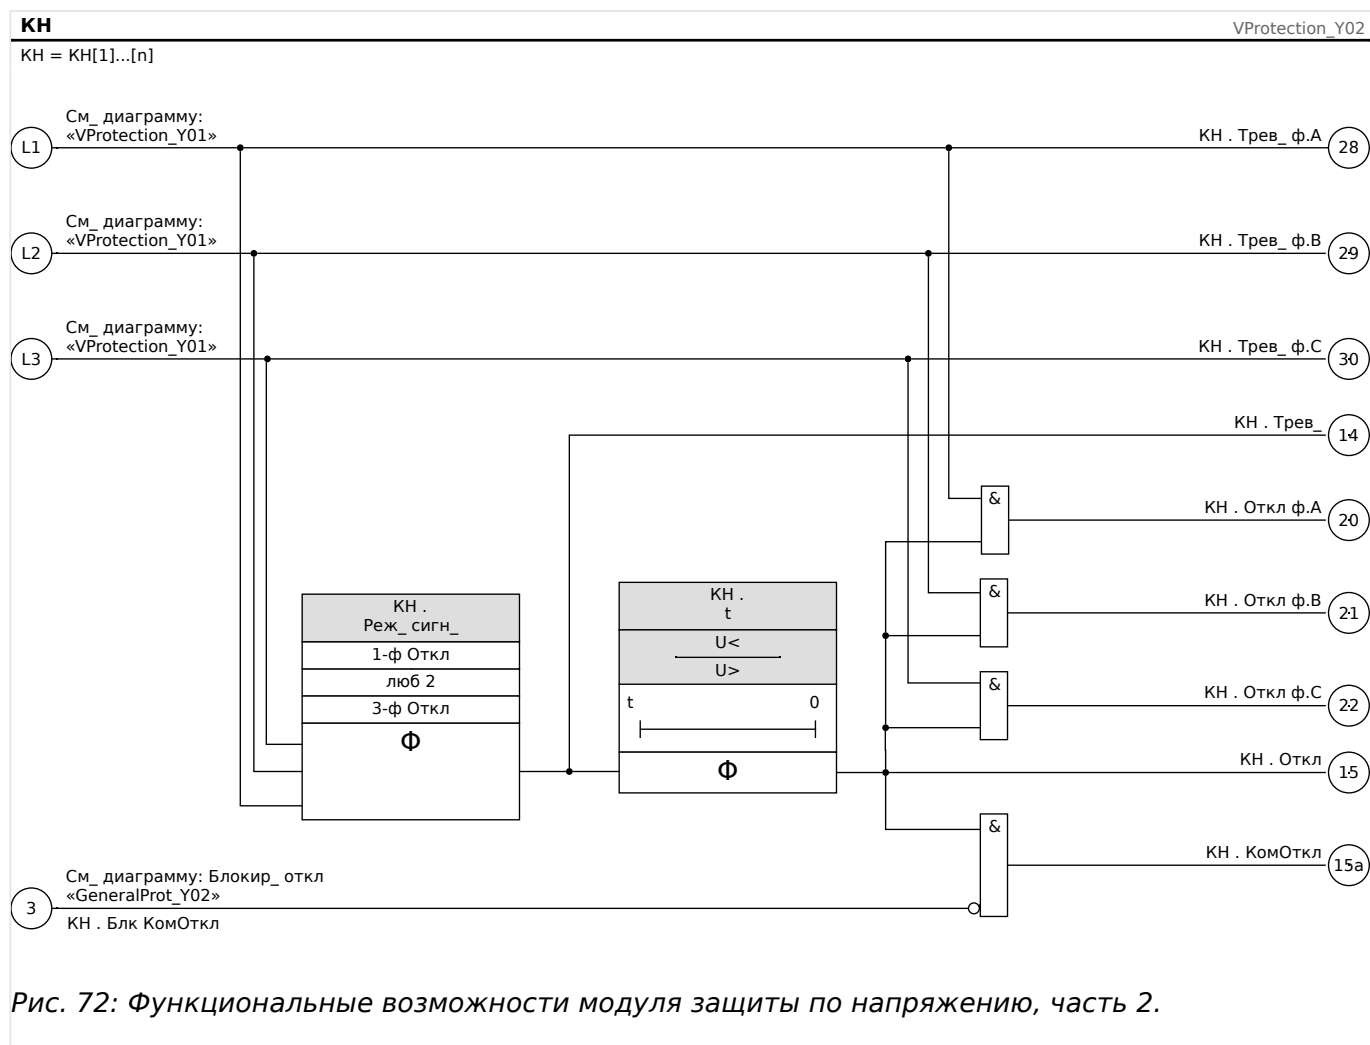 КН
VProtection_Y02
КН = КН[1]...[n]
См_ диаграмму:
«VProtection_Y01»
L1
КН . Трев_ ф.A
28
См_ диаграмму:
«VProtection_Y01»
L2
КН . Трев_ ф.B
29
См_ диаграмму:
«VProtection_Y01»
L3
КН . Трев_ ф.C
30
КН . Трев_
14
&
КН . Откл ф.A
20
&
КН . Откл ф.B
21
КН .
Реж_ сигн_
1-ф Откл
люб 2
3-ф Откл
Ф
КН .
t
U<
U>
t 0
Ф
&
КН . Откл ф.C
22
КН . Откл
15
&
КН . КомОткл
15a
См_ диаграмму: Блокир_ откл
«GeneralProt_Y02»
3
КН . Блк КомОткл
Рис. 72: Функциональные возможности модуля защиты по напряжению, часть 2.